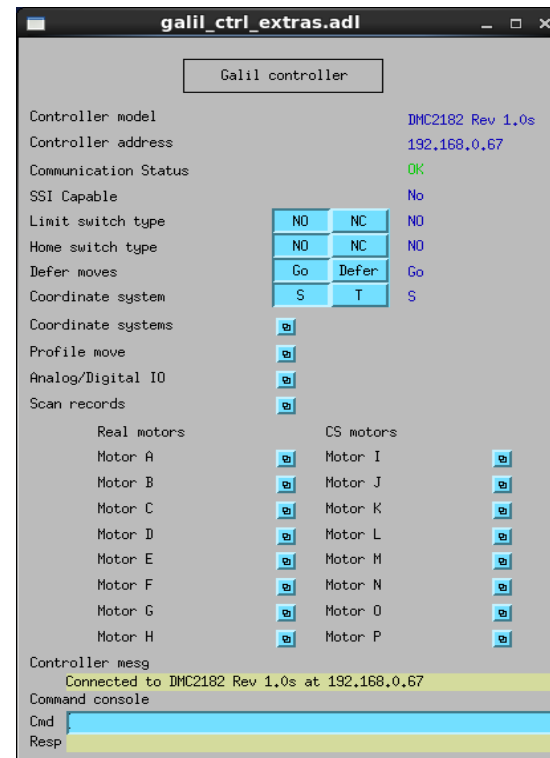 galil_ctrl_extras.adl
Galil controller
Controller model DMC2182 Rev 1.0s
Controller address 192.168.0.67
Communication Status OK
SSI Capable No
Limit switch type NO NC NO
Home switch type NO NC NO
Defer moves Go Defer Go
Coordinate system S T S
Coordinate systems
Profile move
Analog/Digital IO
Scan records
Real motors CS motors
Motor A Motor I
Motor B Motor J
Motor C Motor K
Motor D Motor L
Motor E Motor M
Motor F Motor N
Motor G Motor O
Motor H Motor P
Controller mesg
Connected to DMC2182 Rev 1.0s at 192.168.0.67
Command console
Cmd
Resp